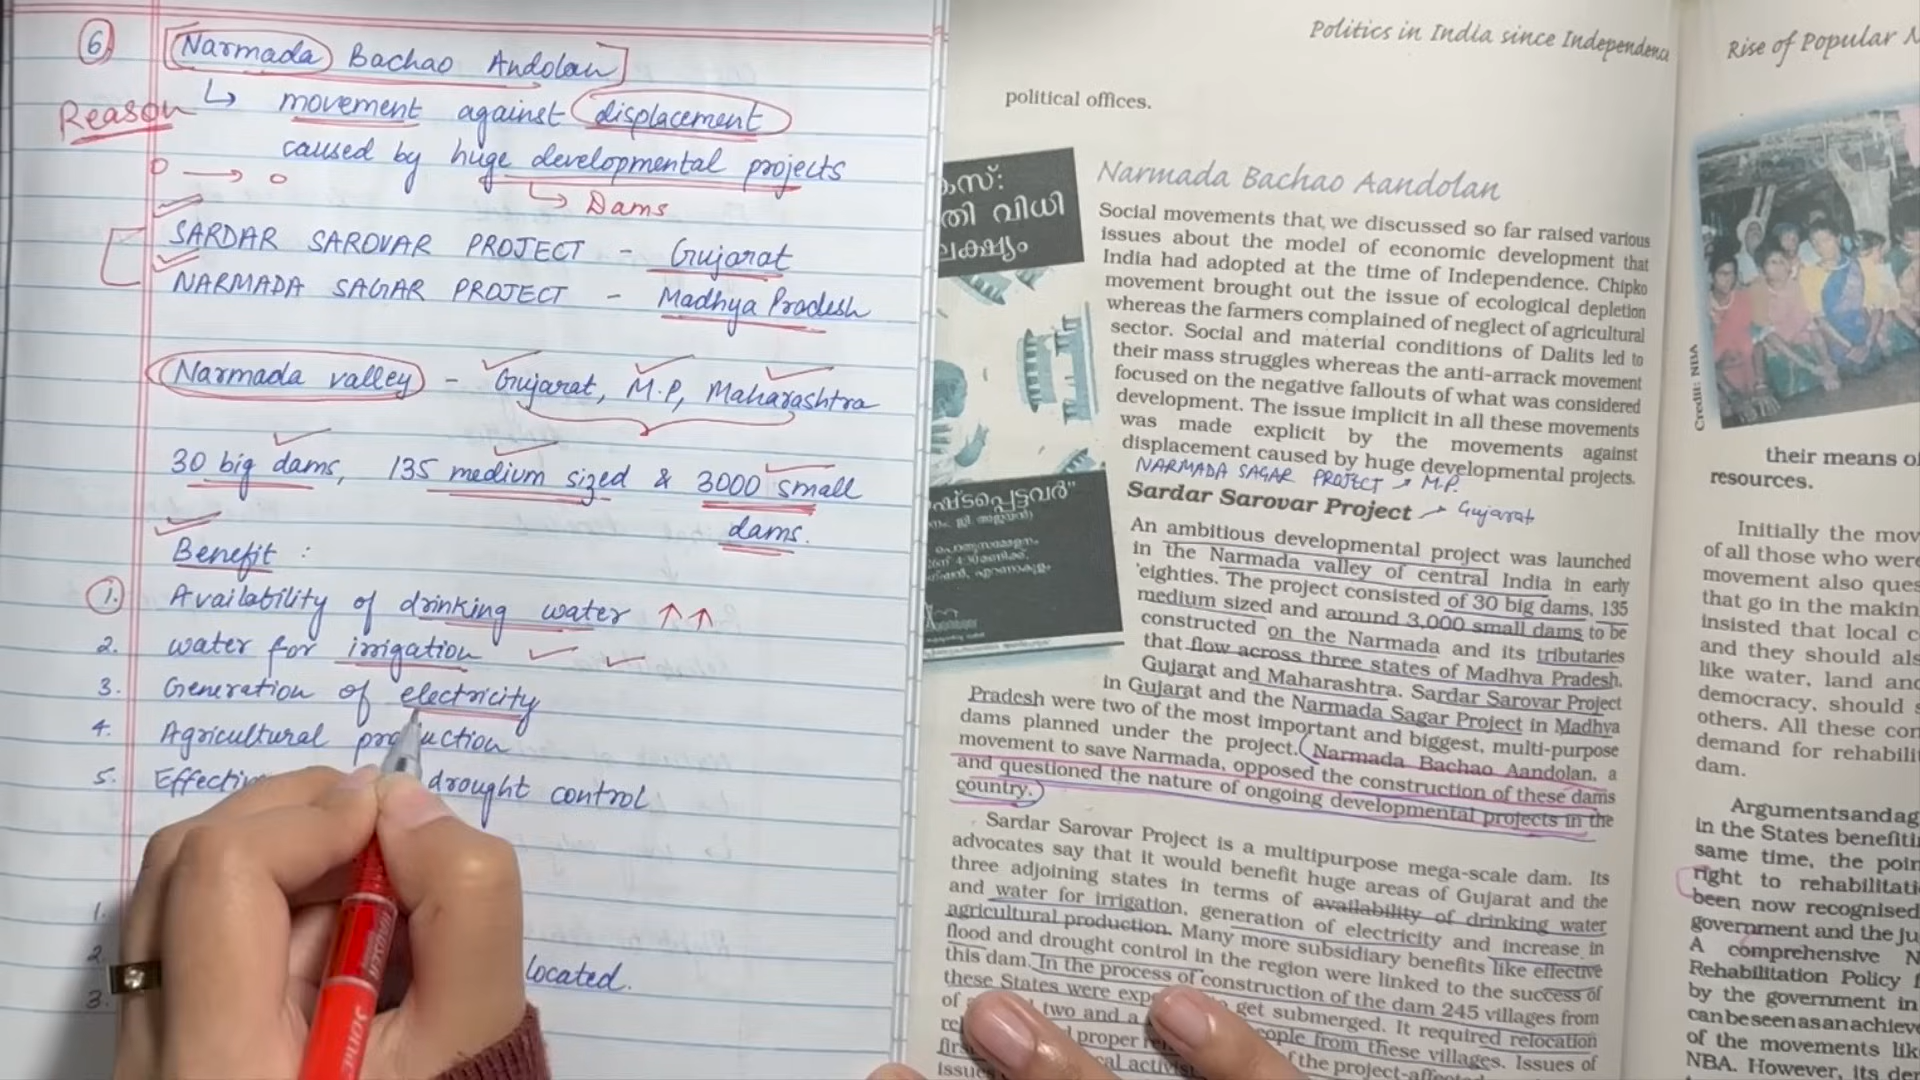 6
Narmada Bachao Andolan
Reason
↳ movement against displacement
caused by huge developmental projects
↳ Dams
SARDAR SAROVAR PROJECT - Gujarat
NARMADA SAGAR PROJECT - Madhya Pradesh
Narmada valley - Gujarat, M.P, Maharashtra
30 big dams, 135 medium sized & 3000 small
dams.
Benefit :
1. Availability of drinking water ↑↑
2. water for irrigation
3. Generation of electricity
4. Agricultural production
5. drought control
1.
2. located.
3.
Politics in India since Independence
political offices.
Narmada Bachao Aandolan
Social movements that we discussed so far raised various
issues about the model of economic development that
India had adopted at the time of Independence. Chipko
movement brought out the issue of ecological depletion
whereas the farmers complained of neglect of agricultural
sector. Social and material conditions of Dalits led to
their mass struggles whereas the anti-arrack movement
focused on the negative fallouts of what was considered
development. The issue implicit in all these movements
was made explicit by the movements against
displacement caused by huge developmental projects.
NARMADA SAGAR PROJECT → M.P.
Sardar Sarovar Project → Gujarat
An ambitious developmental project was launched
in the Narmada valley of central India in early
'eighties. The project consisted of 30 big dams, 135
medium sized and around 3,000 small dams to be
constructed on the Narmada and its tributaries
that flow across three states of Madhya Pradesh,
Gujarat and Maharashtra. Sardar Sarovar Project
in Gujarat and the Narmada Sagar Project in Madhya
Pradesh were two of the most important and biggest, multi-purpose
dams planned under the project. Narmada Bachao Aandolan, a
movement to save Narmada, opposed the construction of these dams
and questioned the nature of ongoing developmental projects in the
country.
Sardar Sarovar Project is a multipurpose mega-scale dam. Its
advocates say that it would benefit huge areas of Gujarat and the
three adjoining states in terms of availability of drinking water
and water for irrigation, generation of electricity and increase in
agricultural production. Many more subsidiary benefits like effective
flood and drought control in the region were linked to the success of
this dam. In the process of construction of the dam 245 villages from
these States were get submerged. It required relocation
of two and a from these villages. Issues of
proper of the
വിധി
ലക്ഷ്യം
Rise of Popular
Credit: NBA
their means of
resources.
Initially the mov
of all those who were
movement also ques
that go in the makin
insisted that local c
and they should als
like water, land and
democracy, should s
others. All these con
demand for rehabili
dam.
Arguments and ag
in the States benefiti
same time, the poin
right to rehabilitati
been now recognised
government and the ju
A comprehensive N
Rehabilitation Policy f
by the government in
can be seen as an achieve
of the movements lik
NBA. However, its de